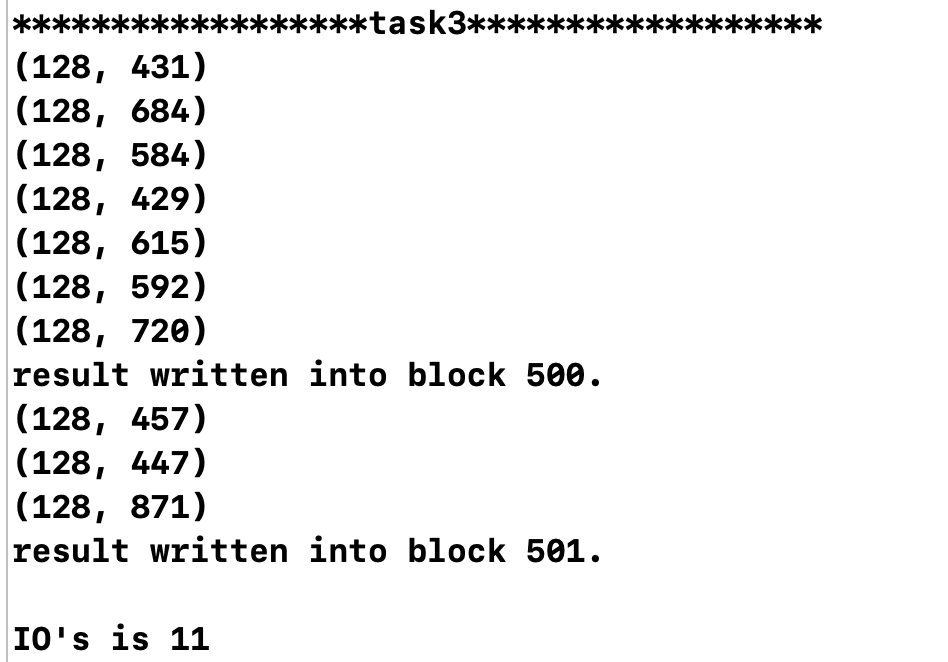 ******************task3******************
(128, 431)
(128, 684)
(128, 584)
(128, 429)
(128, 615)
(128, 592)
(128, 720)
result written into block 500.
(128, 457)
(128, 447)
(128, 871)
result written into block 501.
IO's is 11